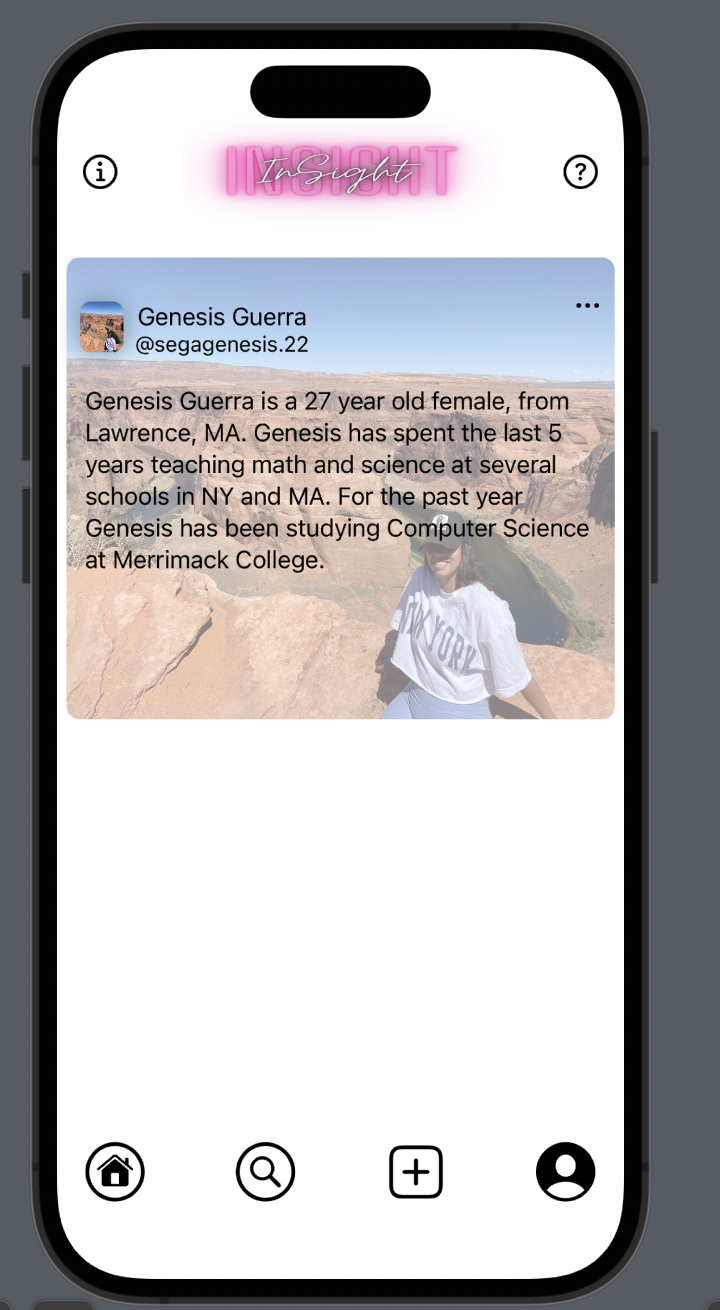 INSIGHT
InSight
Genesis Guerra
@segagenesis.22
Genesis Guerra is a 27 year old female, from
Lawrence, MA. Genesis has spent the last 5
years teaching math and science at several
schools in NY and MA. For the past year
Genesis has been studying Computer Science
at Merrimack College.
NEW YORK